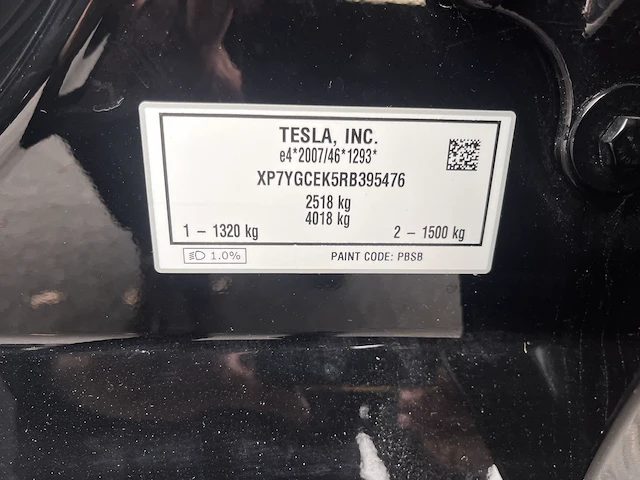 TESLA, INC.
e4*2007/46*1293*
XP7YGCEK5RB395476
2518 kg
4018 kg
1 – 1320 kg 2 – 1500 kg
1.0% PAINT CODE: PBSB